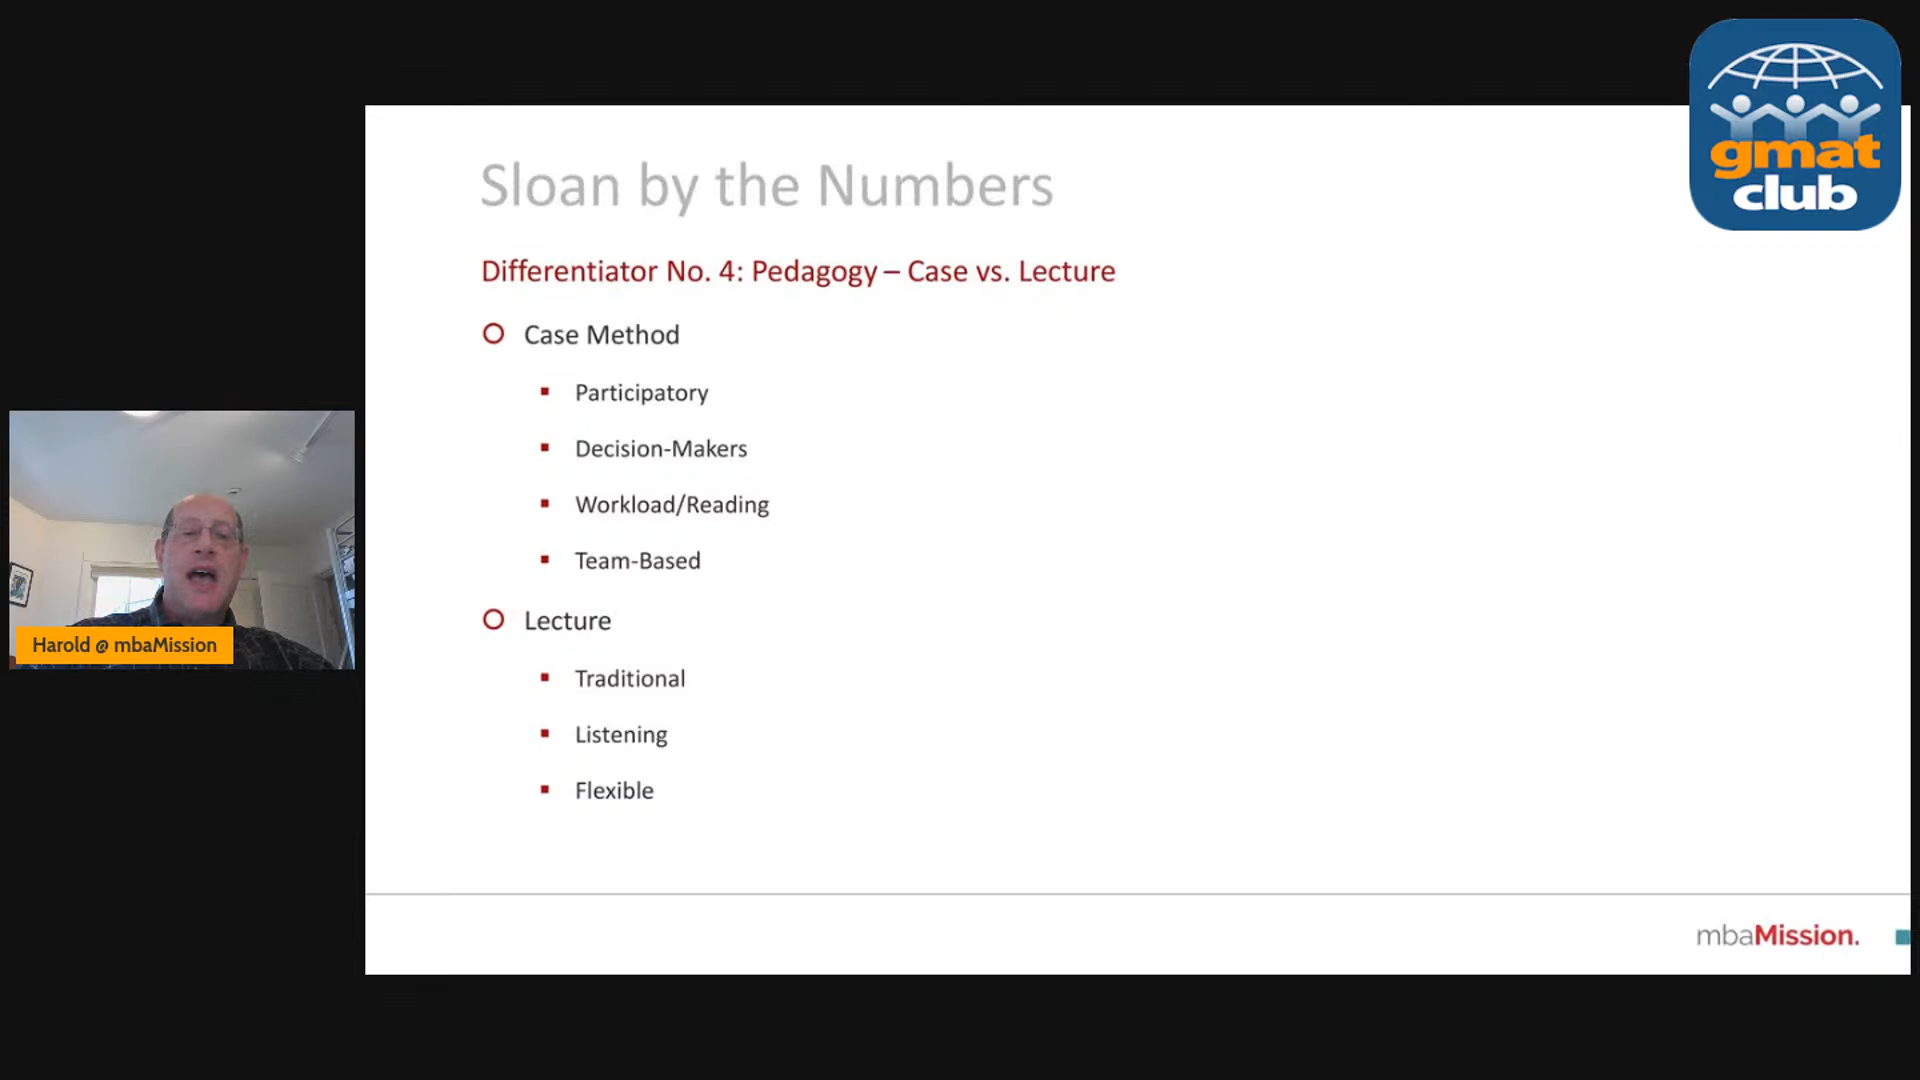 gmat
club
Sloan by the Numbers
Differentiator No. 4: Pedagogy – Case vs. Lecture
Case Method
Participatory
Decision-Makers
Workload/Reading
Team-Based
Lecture
Traditional
Listening
Flexible
Harold @ mbaMission
mbaMission.